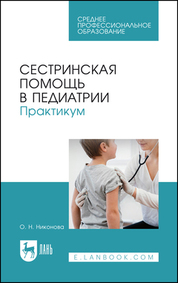 СРЕДНЕЕ
ПРОФЕССИОНАЛЬНОЕ
ОБРАЗОВАНИЕ
СЕСТРИНСКАЯ
ПОМОЩЬ
В ПЕДИАТРИИ
Практикум
О. Н. Никонова
ЛАНЬ
E.LANBOOK.COM